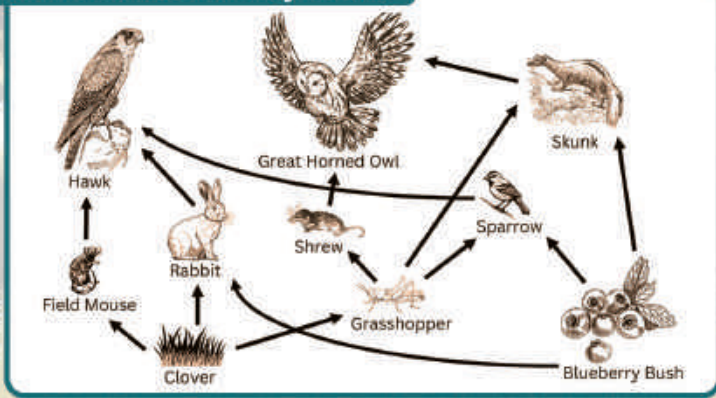 Great Horned Owl
Skunk
Hawk
Shrew
Sparrow
Rabbit
Field Mouse
Grasshopper
Clover
Blueberry Bush